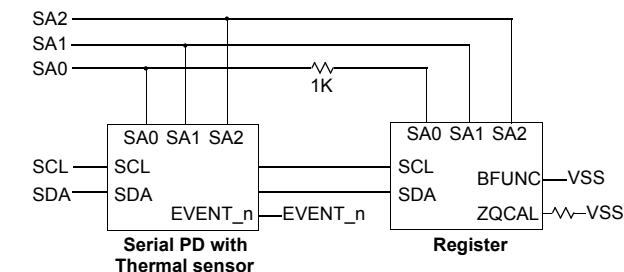 SA2
SA1
SA0
1K
SA0 SA1 SA2
SA0 SA1 SA2
SCL
SCL
SCL
BFUNC
VSS
SDA
SDA
SDA
EVENT_n
EVENT_n
ZQCAL
VSS
Serial PD with
Thermal sensor
Register